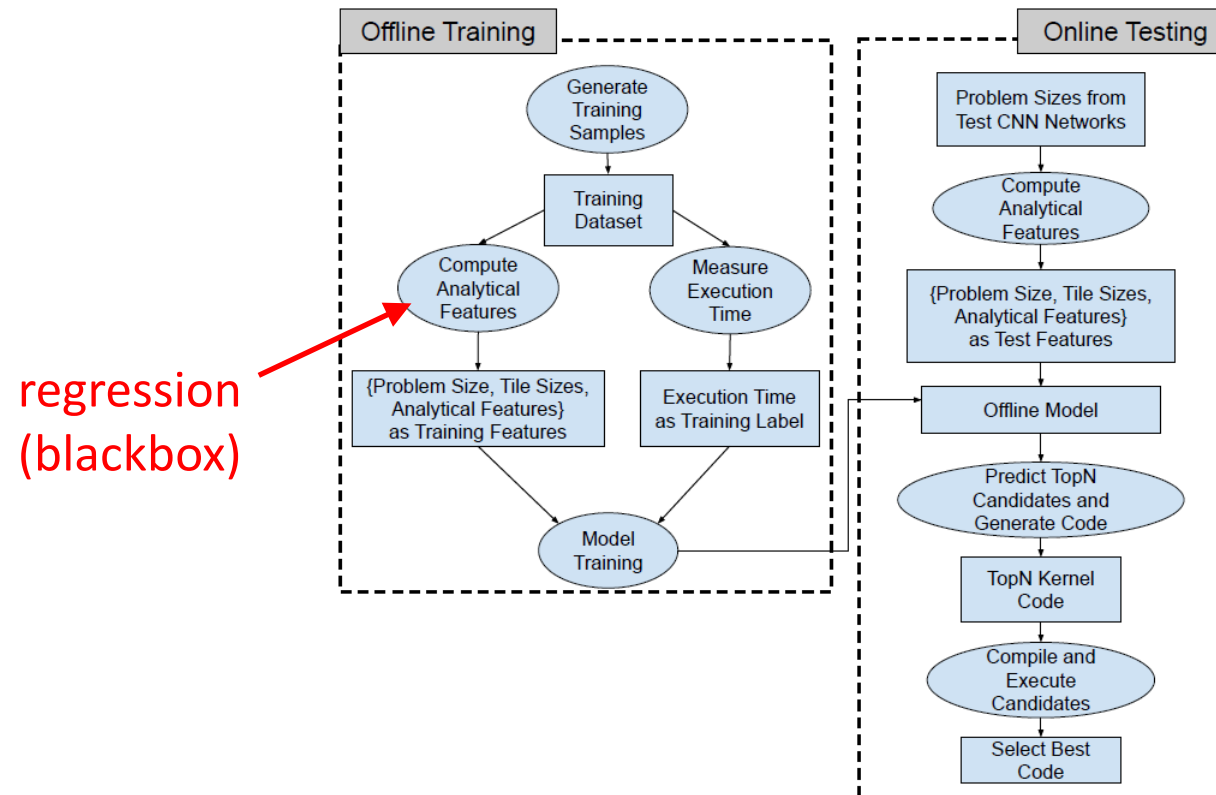 Offline Training
Generate
Training
Samples
Training
Dataset
Compute
Analytical
Features
Measure
Execution
Time
{Problem Size, Tile Sizes,
Analytical Features}
as Training Features
Execution Time
as Training Label
Model
Training
regression
(blackbox)
Online Testing
Problem Sizes from
Test CNN Networks
Compute
Analytical
Features
{Problem Size, Tile Sizes,
Analytical Features}
as Test Features
Offline Model
Predict TopN
Candidates and
Generate Code
TopN Kernel
Code
Compile and
Execute
Candidates
Select Best
Code